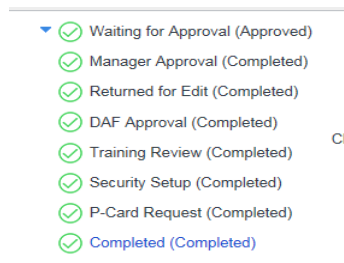 Waiting for Approval (Approved)
Manager Approval (Completed)
Returned for Edit (Completed)
DAF Approval (Completed)
Training Review (Completed)
Security Setup (Completed)
P-Card Request (Completed)
Completed (Completed)